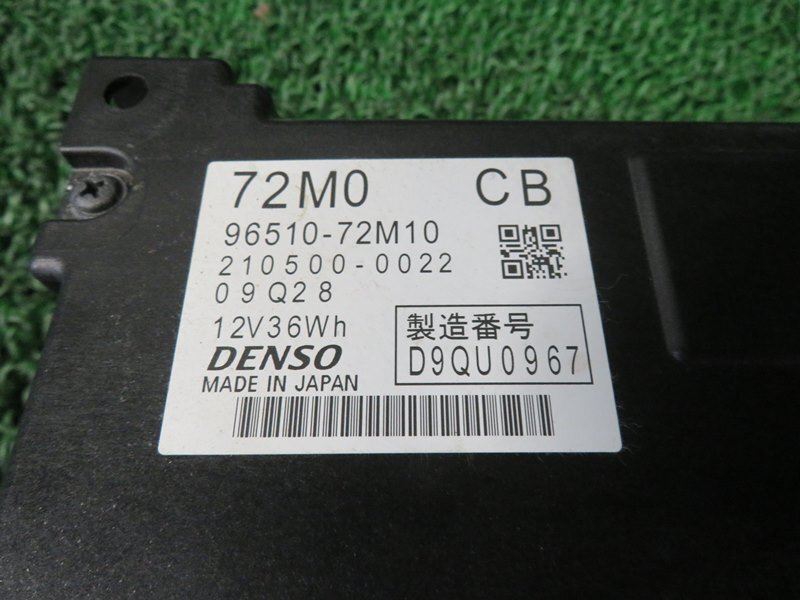 72M0 CB
96510-72M10
210500-0022
09Q28
12V36Wh
製造番号
DENSO
D9QU0967
MADE IN JAPAN